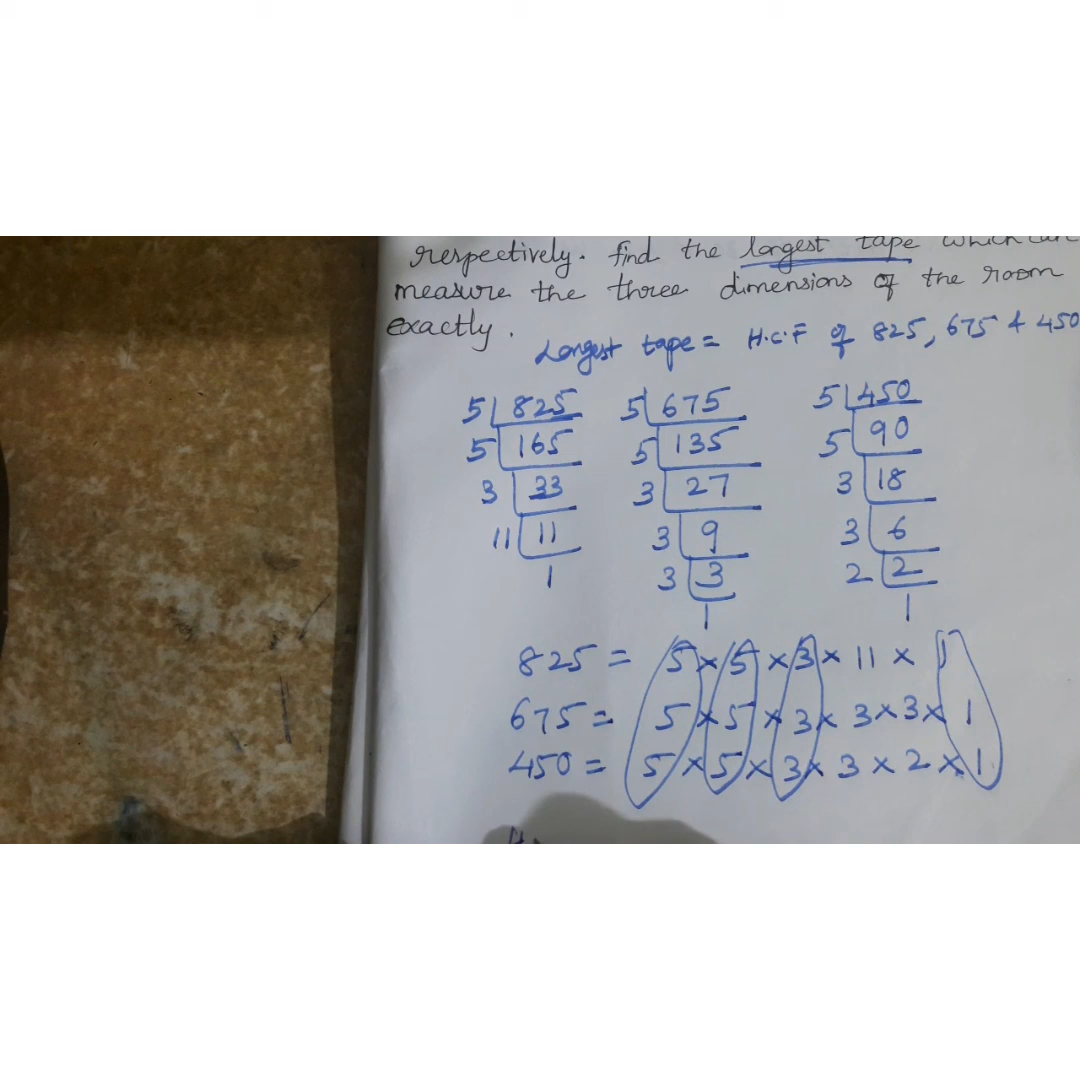 respectively. find the longest tape which can
measure the three dimensions of the room
exactly.
Longest tape = H.C.F of 825, 675 & 450
5 825 5 675 5 450
5 165 5 135 5 90
3 33 3 27 3 18
11 11 3 9 3 6
1 3 3 2 2
1 1
825 = 5 × 5 × 3 × 11 × 1
675 = 5 × 5 × 3 × 3 × 3 × 1
450 = 5 × 5 × 3 × 3 × 2 × 1